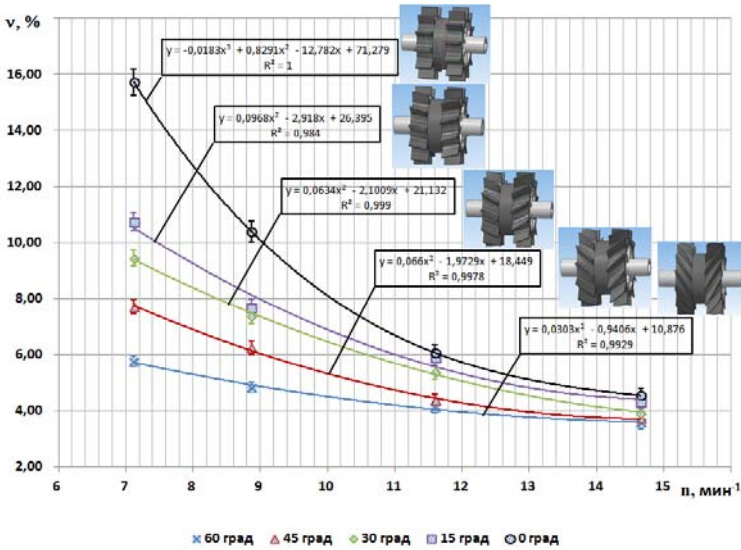 ν, %
16,00
14,00
12,00
10,00
8,00
6,00
4,00
2,00
y = -0,0183x³ + 0,8291x² - 12,782x + 71,279
R² = 1
y = 0,0968x² - 2,918x + 26,395
R² = 0,984
y = 0,0634x² - 2,1009x + 21,132
R² = 0,999
y = 0,066x² - 1,9729x + 18,449
R² = 0,9978
y = 0,0303x² - 0,9406x + 10,876
R² = 0,9929
6 7 8 9 10 11 12 13 14 15 n, мин⁻¹
60 град 45 град 30 град 15 град 0 град